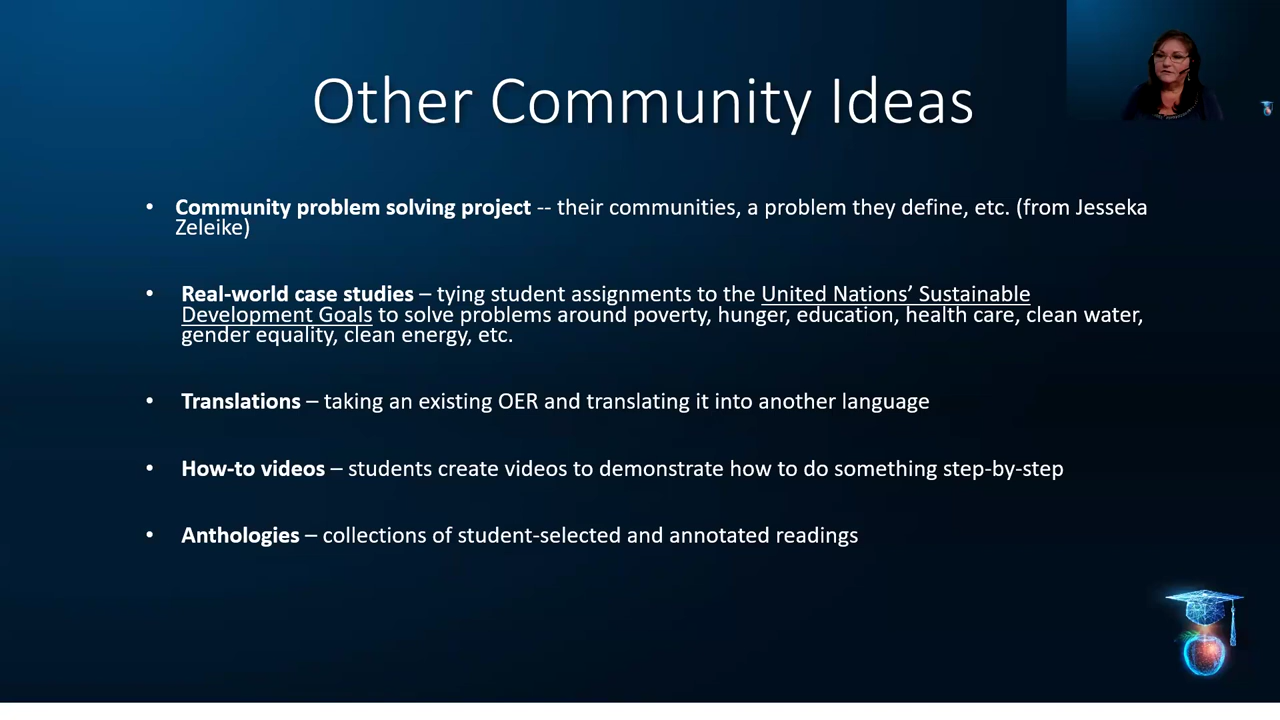 Other Community Ideas
• Community problem solving project -- their communities, a problem they define, etc. (from Jesseka
Zeleike)
• Real-world case studies – tying student assignments to the United Nations’ Sustainable
Development Goals to solve problems around poverty, hunger, education, health care, clean water,
gender equality, clean energy, etc.
• Translations – taking an existing OER and translating it into another language
• How-to videos – students create videos to demonstrate how to do something step-by-step
• Anthologies – collections of student-selected and annotated readings